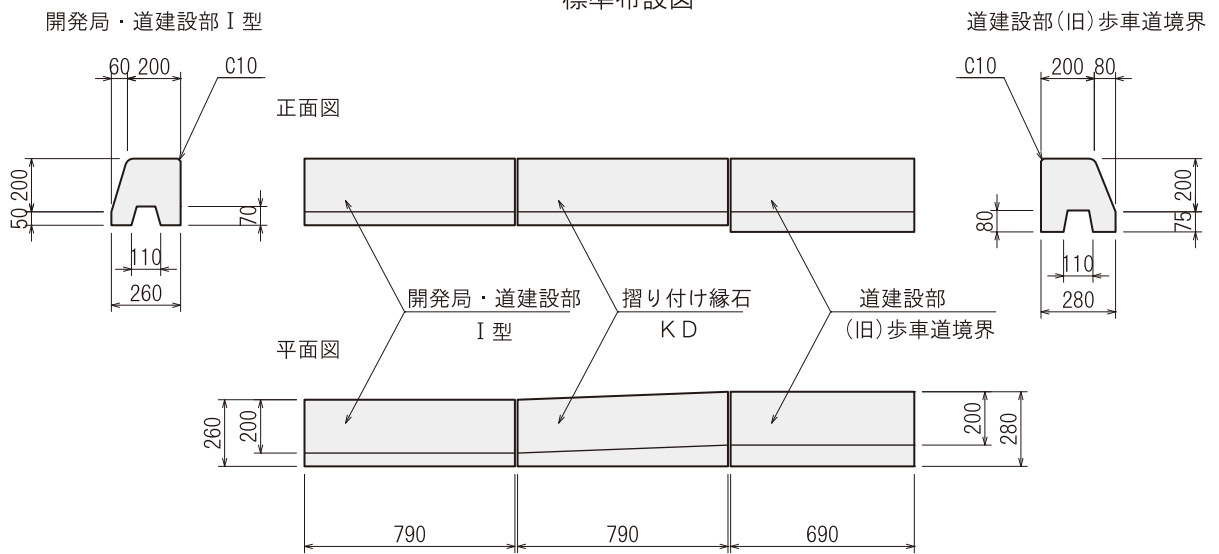 標準布設図
開発局・道建設部Ⅰ型
道建設部(旧)歩車道境界
60
200
C10
C10
200
80
正面図
200
50
70
110
260
80
200
75
110
280
開発局・道建設部
Ⅰ型
摺り付け縁石
KD
道建設部
(旧)歩車道境界
平面図
260
200
200
280
790
790
690